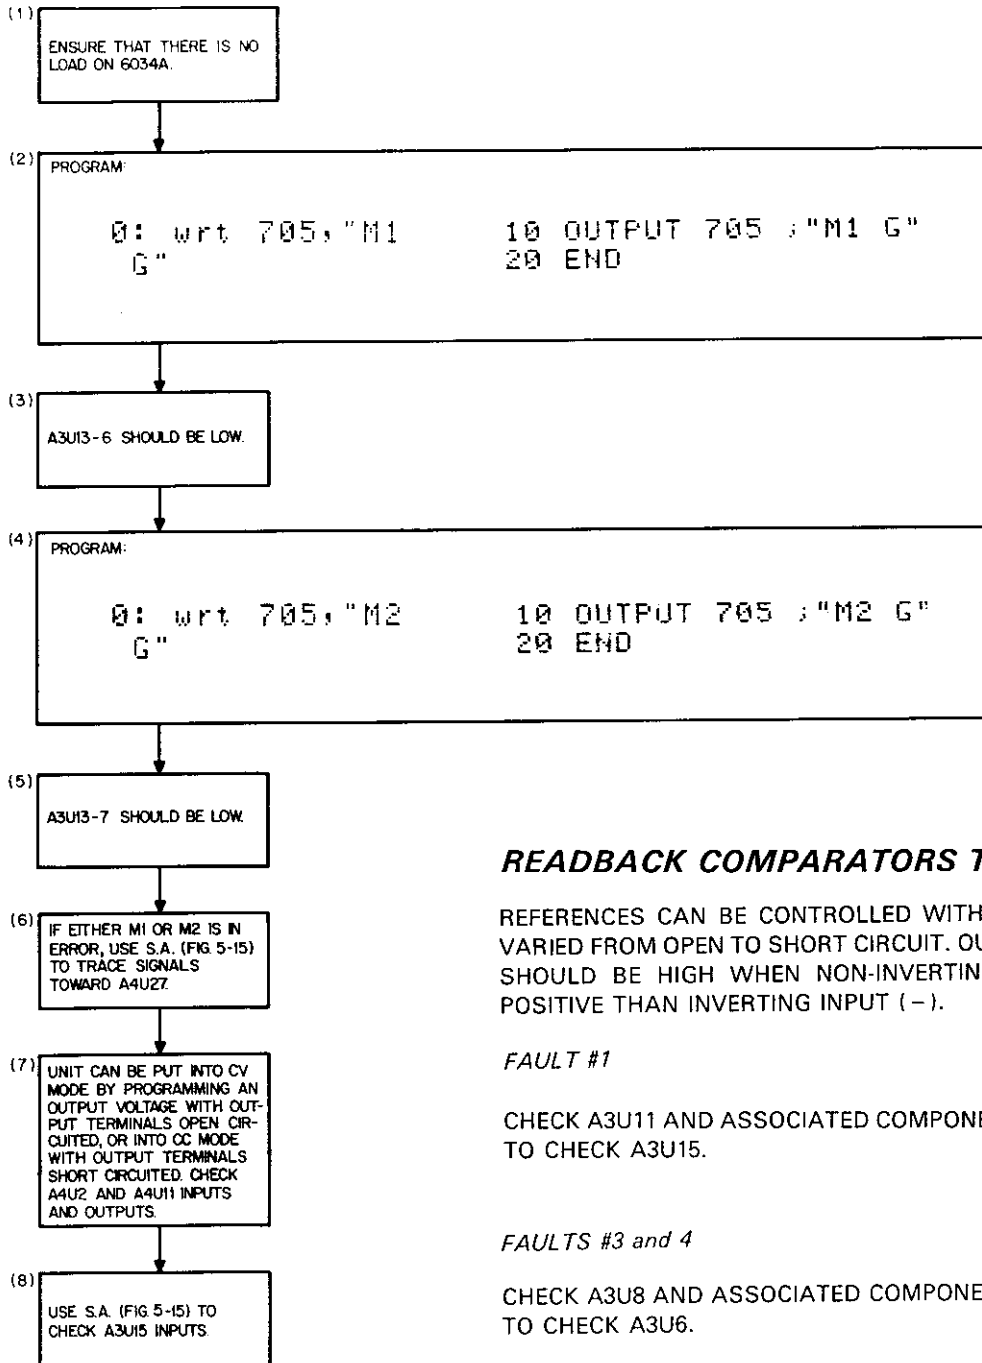 (1)
ENSURE THAT THERE IS NO
LOAD ON 6034A.
(2)
PROGRAM:
0: wrt 705,"M1
G"
10 OUTPUT 705 ;"M1 G"
20 END
(3)
A3U13-6 SHOULD BE LOW.
(4)
PROGRAM:
0: wrt 705,"M2
G"
10 OUTPUT 705 ;"M2 G"
20 END
(5)
A3U13-7 SHOULD BE LOW.
(6)
IF EITHER M1 OR M2 IS IN
ERROR, USE S.A. (FIG. 5-15)
TO TRACE SIGNALS
TOWARD A4U27.
(7)
UNIT CAN BE PUT INTO CV
MODE BY PROGRAMMING AN
OUTPUT VOLTAGE WITH OUT-
PUT TERMINALS OPEN CIR-
CUITED, OR INTO CC MODE
WITH OUTPUT TERMINALS
SHORT CIRCUITED. CHECK
A4U2 AND A4U11 INPUTS
AND OUTPUTS.
(8)
USE S.A. (FIG. 5-15) TO
CHECK A3U15 INPUTS.
READBACK COMPARATORS T
REFERENCES CAN BE CONTROLLED WITH
VARIED FROM OPEN TO SHORT CIRCUIT. OU
SHOULD BE HIGH WHEN NON-INVERTIN
POSITIVE THAN INVERTING INPUT (–).
FAULT #1
CHECK A3U11 AND ASSOCIATED COMPONE
TO CHECK A3U15.
FAULTS #3 and 4
CHECK A3U8 AND ASSOCIATED COMPONE
TO CHECK A3U6.